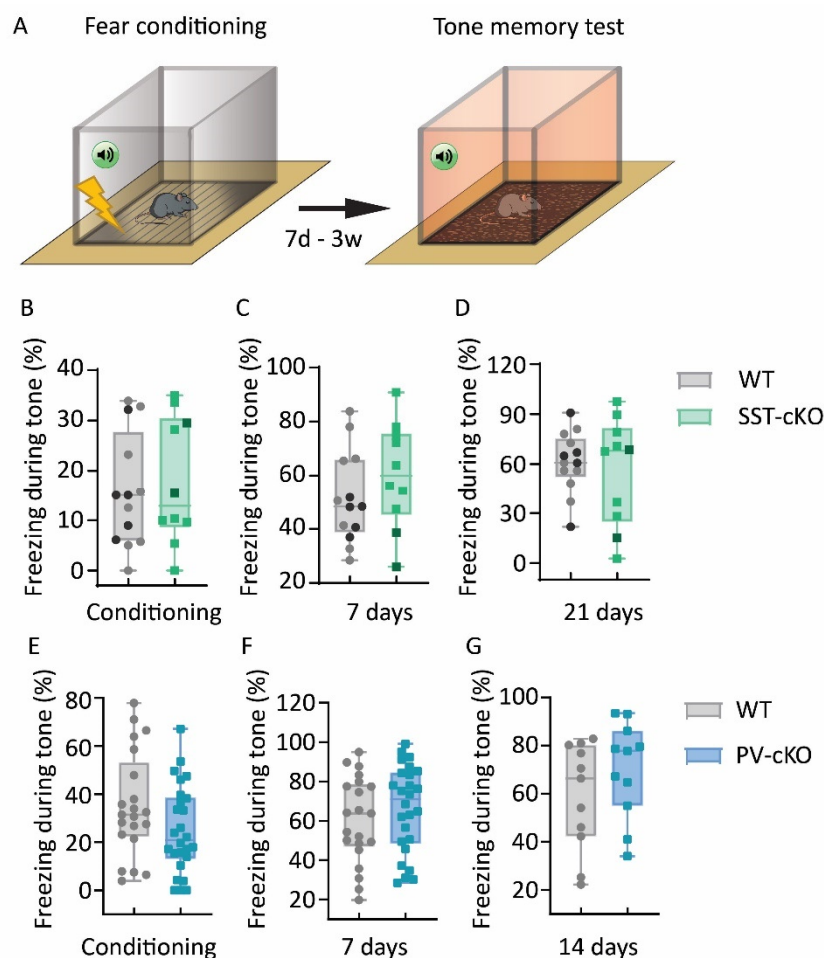 A
Fear conditioning
Tone memory test
7d - 3w
B
C
D
Freezing during tone (%)
40
30
20
10
0
Conditioning
Freezing during tone (%)
100
80
60
40
20
7 days
Freezing during tone (%)
120
90
60
30
0
21 days
WT
SST-cKO
E
F
G
Freezing during tone (%)
80
60
40
20
0
Conditioning
Freezing during tone (%)
120
100
80
60
40
20
7 days
Freezing during tone (%)
100
80
60
40
20
14 days
WT
PV-cKO